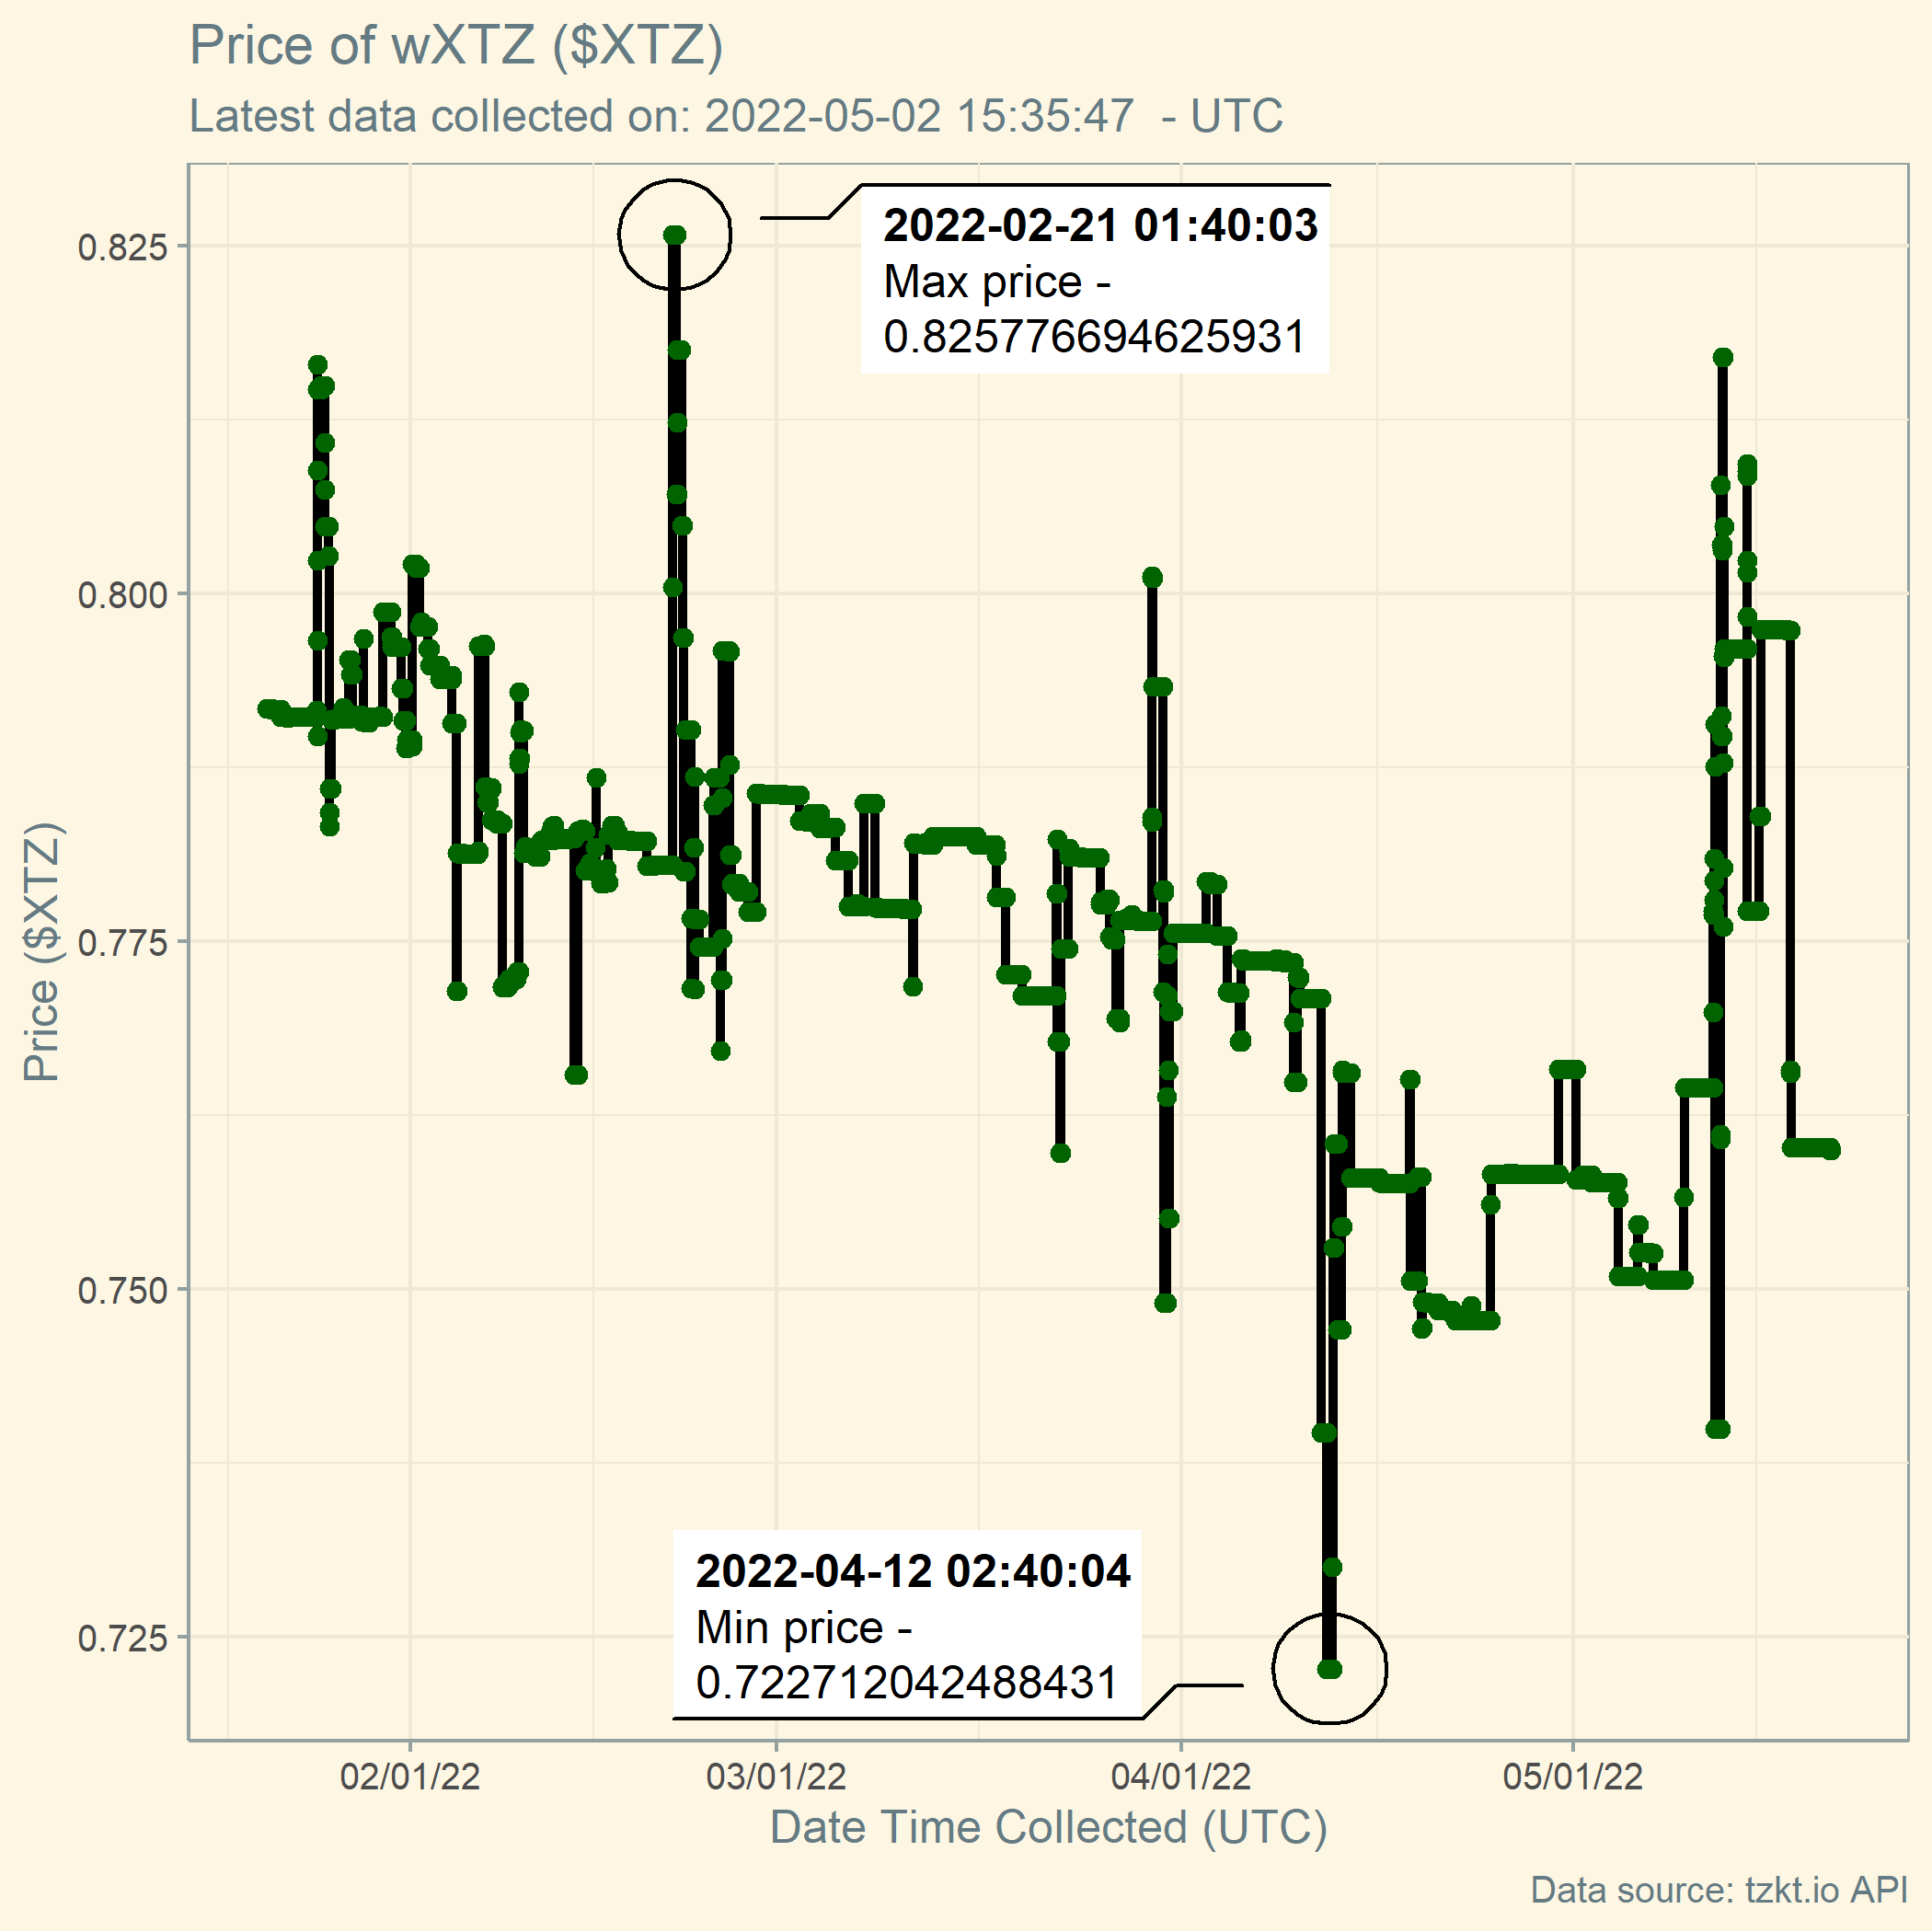 Price of wXTZ ($XTZ)
Latest data collected on: 2022-05-02 15:35:47  - UTC
2022-02-21 01:40:03
Max price -
0.825776694625931
0.825
0.800
0.775
0.750
0.725
Price ($XTZ)
2022-04-12 02:40:04
Min price -
0.722712042488431
02/01/22
03/01/22
04/01/22
05/01/22
Date Time Collected (UTC)
Data source: tzkt.io API